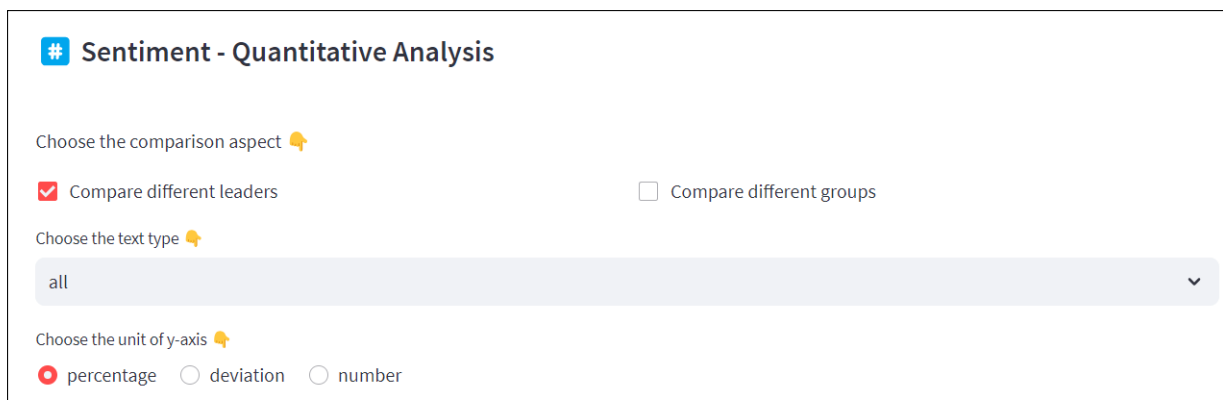 # Sentiment - Quantitative Analysis
Choose the comparison aspect 👇
Compare different leaders
Compare different groups
Choose the text type 👇
all
Choose the unit of y-axis 👇
percentage deviation number